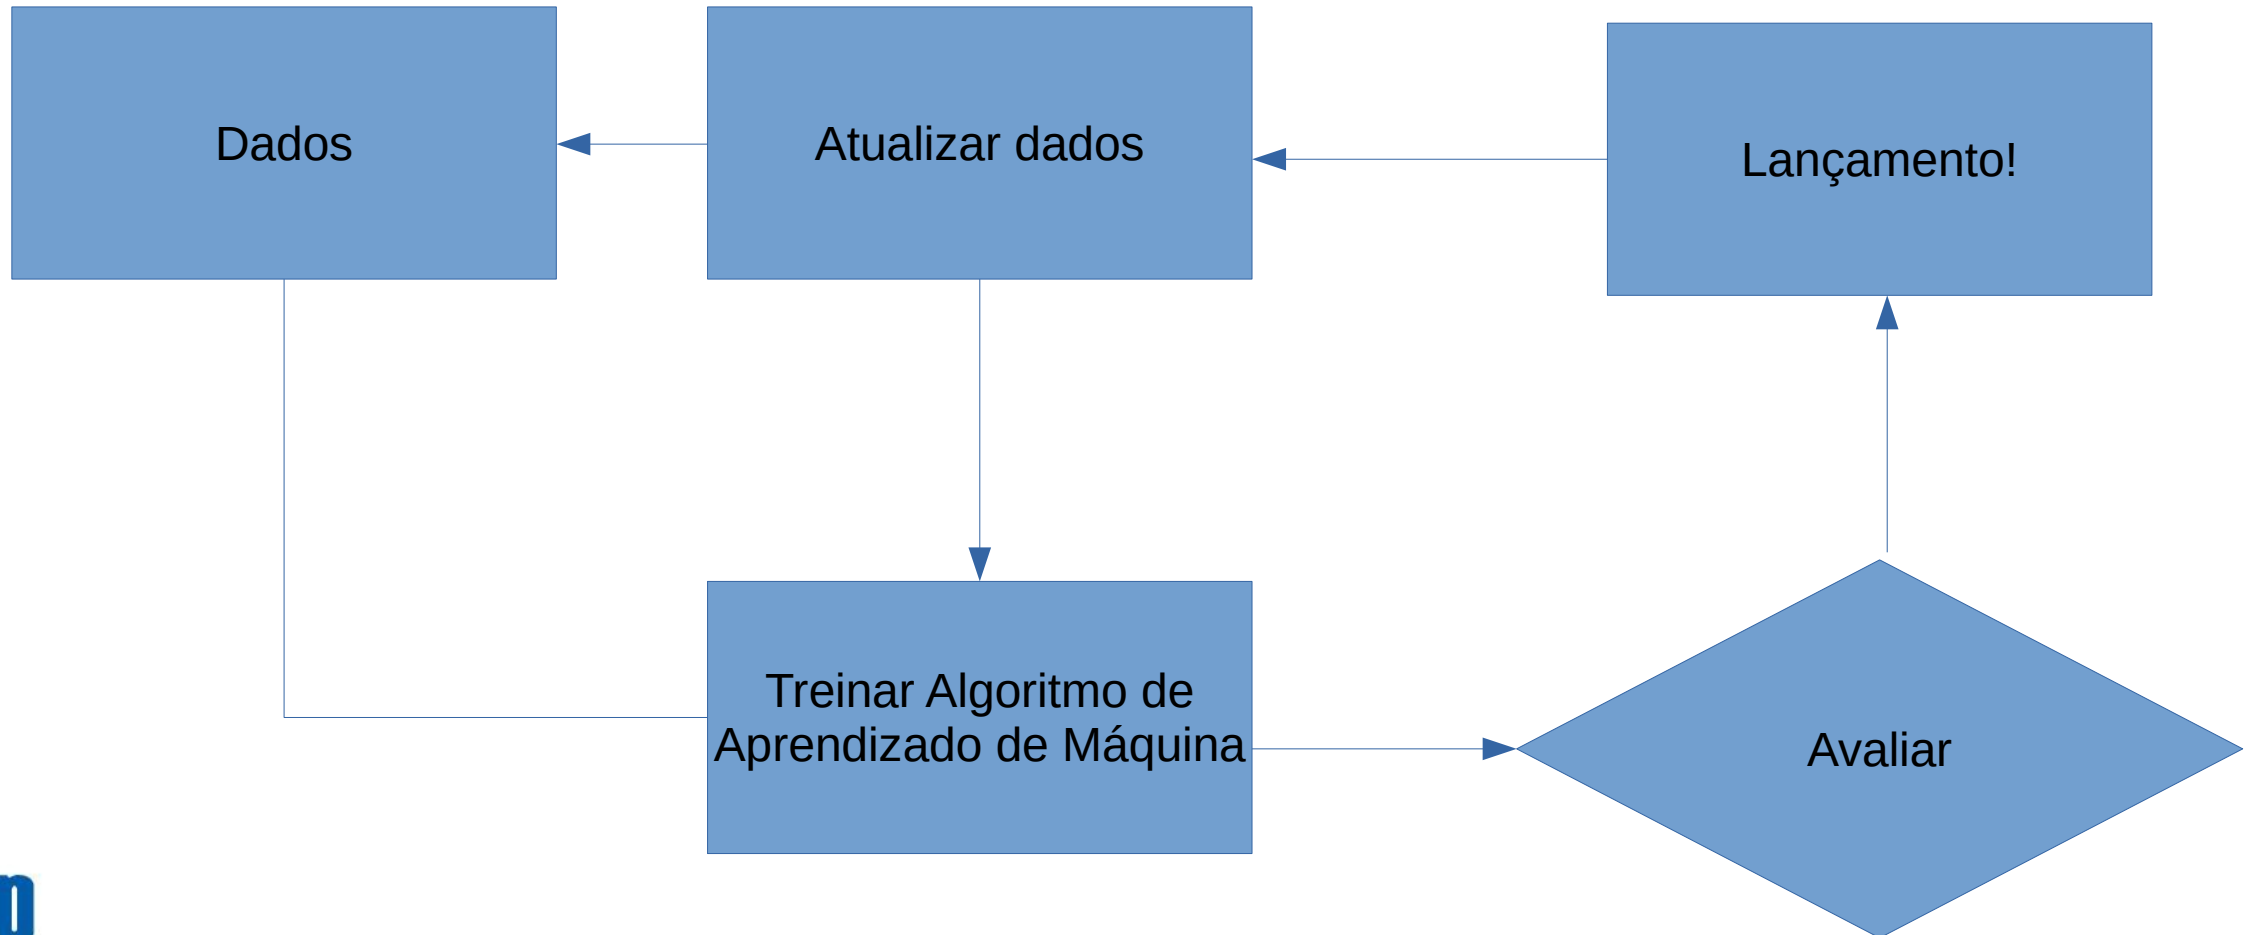 Dados
Atualizar dados
Lançamento!
Treinar Algoritmo de
Aprendizado de Máquina
Avaliar